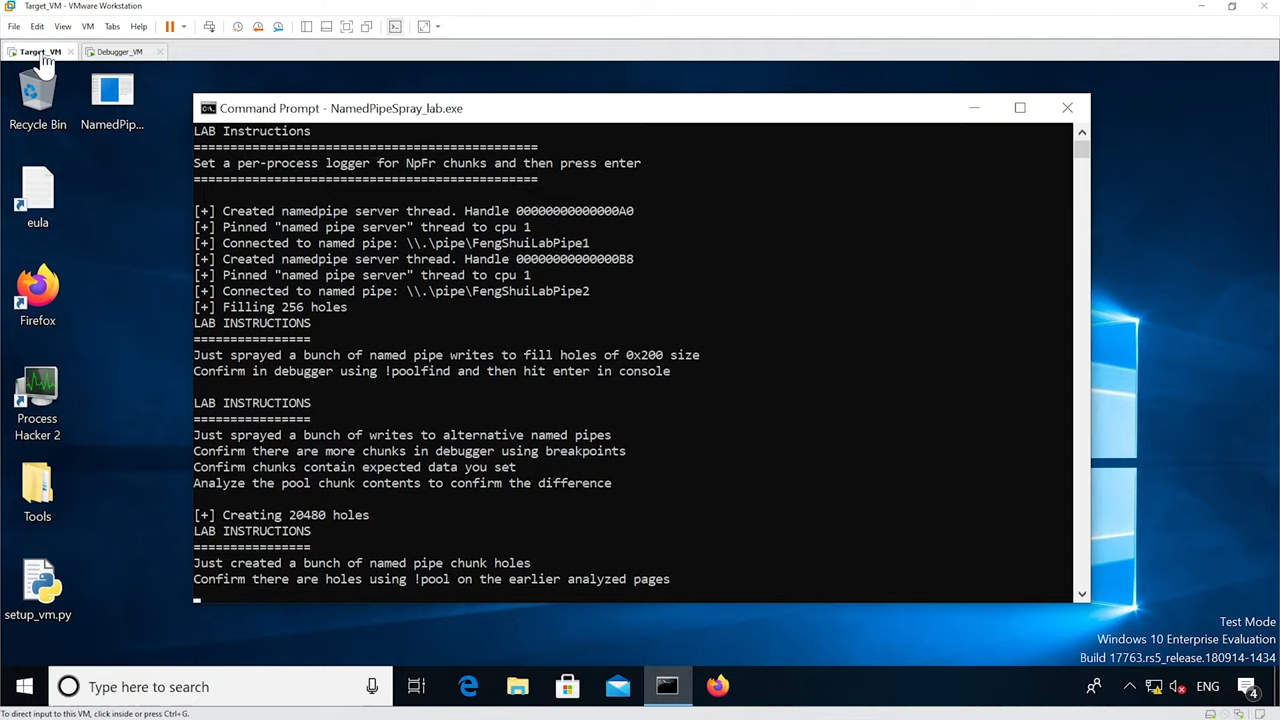 Target_VM - VMware Workstation
File Edit View VM Tabs Help
Target_VM Debugger_VM
Recycle Bin
NamedPip...
eula
Firefox
Process
Hacker 2
Tools
setup_vm.py
Command Prompt - NamedPipeSpray_lab.exe
LAB Instructions
===============================================
Set a per-process logger for NpFr chunks and then press enter
===============================================
[+] Created namedpipe server thread. Handle 00000000000000A0
[+] Pinned "named pipe server" thread to cpu 1
[+] Connected to named pipe: \\.\pipe\FengShuiLabPipe1
[+] Created namedpipe server thread. Handle 00000000000000B8
[+] Pinned "named pipe server" thread to cpu 1
[+] Connected to named pipe: \\.\pipe\FengShuiLabPipe2
[+] Filling 256 holes
LAB INSTRUCTIONS
================
Just sprayed a bunch of named pipe writes to fill holes of 0x200 size
Confirm in debugger using !poolfind and then hit enter in console
LAB INSTRUCTIONS
================
Just sprayed a bunch of writes to alternative named pipes
Confirm there are more chunks in debugger using breakpoints
Confirm chunks contain expected data you set
Analyze the pool chunk contents to confirm the difference
[+] Creating 20480 holes
LAB INSTRUCTIONS
================
Just created a bunch of named pipe chunk holes
Confirm there are holes using !pool on the earlier analyzed pages
Test Mode
Windows 10 Enterprise Evaluation
Build 17763.rs5_release.180914-1434
Type here to search
ENG
4
To direct input to this VM, click inside or press Ctrl+G.